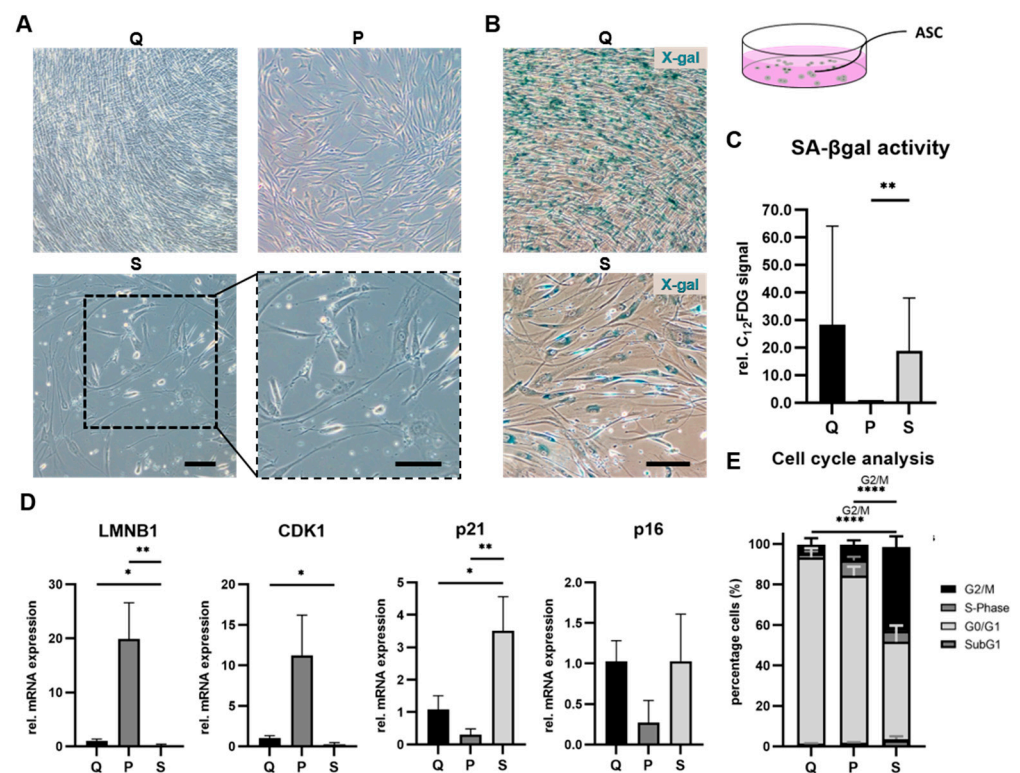 A
Q
P
S
B
Q
X-gal
S
X-gal
ASC
C
SA-βgal activity
**
rel. C₁₂FDG signal
70.0
60.0
50.0
40.0
30.0
20.0
10.0
0.0
Q P S
D
LMNB1
**
*
rel. mRNA expression
30
20
10
0
Q P S
CDK1
*
rel. mRNA expression
20
15
10
5
0
Q P S
p21
**
*
rel. mRNA expression
5
4
3
2
1
0
Q P S
p16
rel. mRNA expression
2.0
1.5
1.0
0.5
0.0
Q P S
E
Cell cycle analysis
G2/M
****
G2/M
****
percentage cells (%)
100
80
60
40
20
0
Q P S
G2/M
S-Phase
G0/G1
SubG1